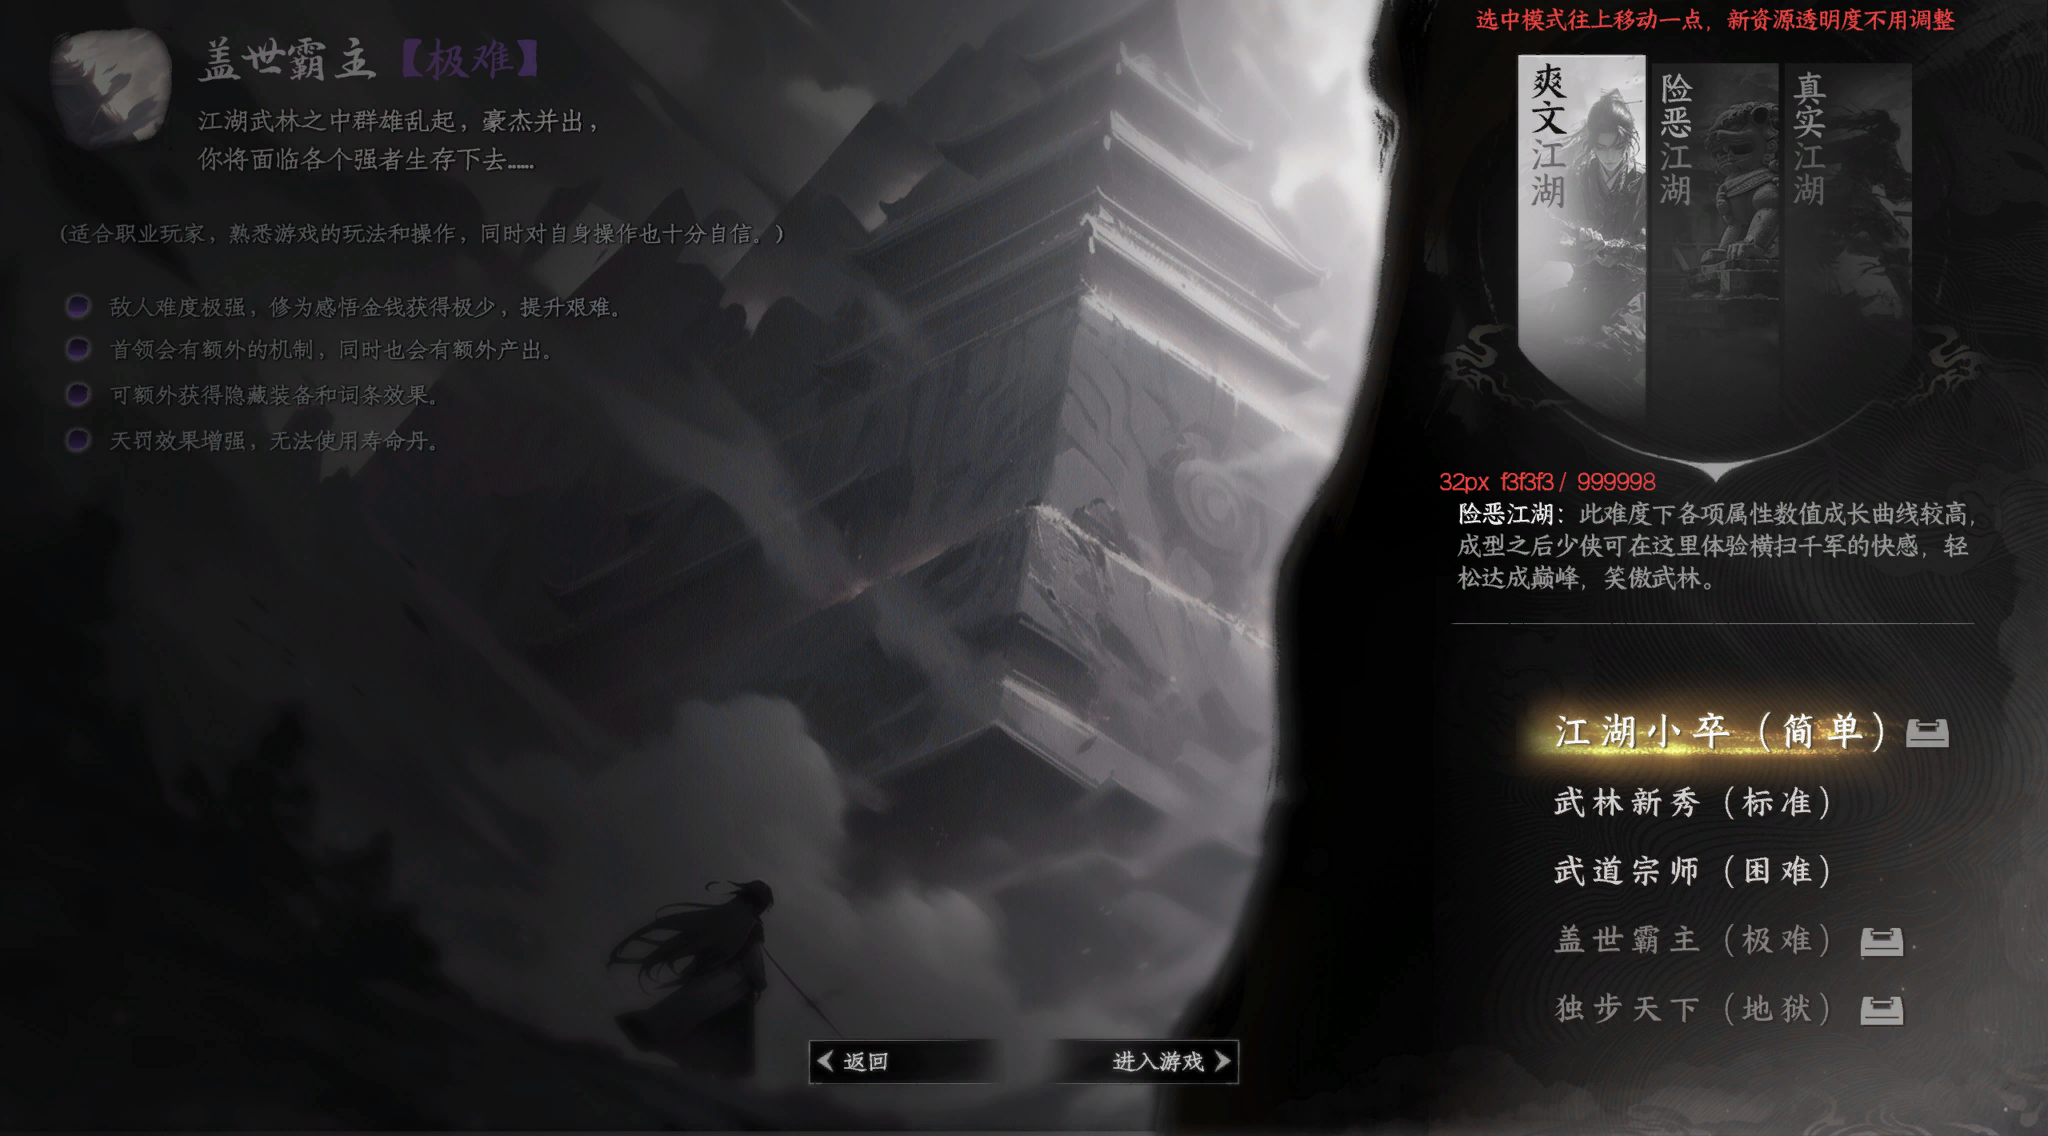 盖世霸主【极难】
江湖武林之中群雄乱起，豪杰并出，
你将面临各个强者生存下去……
(适合职业玩家，熟悉游戏的玩法和操作，同时对自身操作也十分自信。)
敌人难度极强，修为感悟金钱获得极少，提升艰难。
首领会有额外的机制，同时也会有额外产出。
可额外获得隐藏装备和词条效果。
天罚效果增强，无法使用寿命丹。
返回
进入游戏
选中模式往上移动一点，新资源透明度不用调整
爽文江湖
险恶江湖
真实江湖
32px f3f3f3 / 999998
险恶江湖：此难度下各项属性数值成长曲线较高，
成型之后少侠可在这里体验横扫千军的快感，轻
松达成巅峰，笑傲武林。
江湖小卒（简单）
武林新秀（标准）
武道宗师（困难）
盖世霸主（极难）
独步天下（地狱）